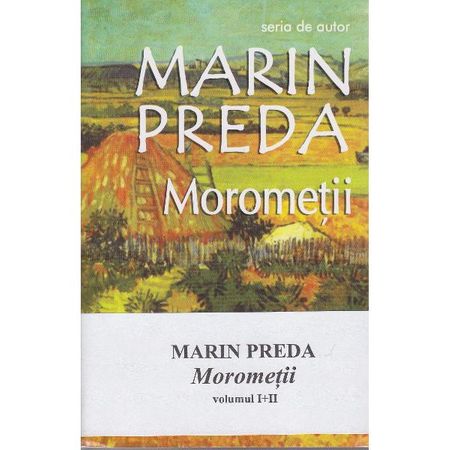 seria de autor
MARIN
PREDA
Moromeții
MARIN PREDA
Moromeții
volumul I+II